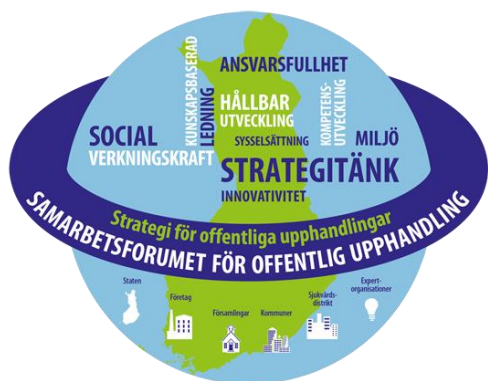 ANSVARSFULLHET
KUNSKAPSBASERAD
LEDNING
HÅLLBAR
UTVECKLING
KOMPETENS-
UTVECKLING
SOCIAL
VERKNINGSKRAFT
SYSSELSÄTTNING
MILJÖ
STRATEGITÄNK
INNOVATIVITET
Strategi för offentliga upphandlingar
SAMARBETSFORUMET FÖR OFFENTLIG UPPHANDLING
Staten
Företag
Församlingar
Kommuner
Sjukvårds-
distrikt
Expert-
organisationer